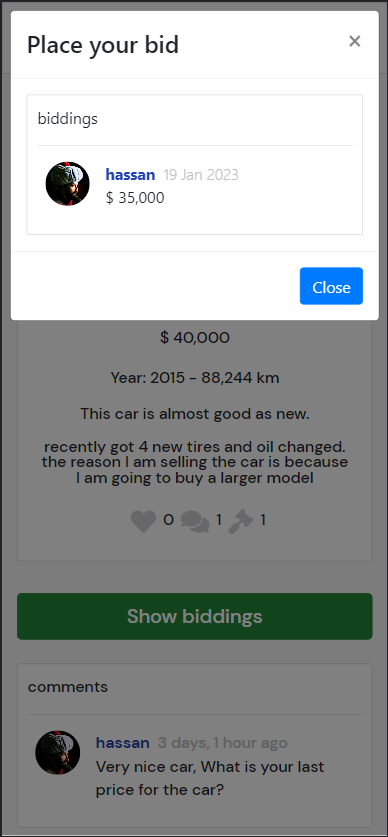 Place your bid
×
biddings
hassan 19 Jan 2023
$ 35,000
Close
$ 40,000
Year: 2015 - 88,244 km
This car is almost good as new.
recently got 4 new tires and oil changed.
the reason I am selling the car is because
I am going to buy a larger model
0 1 1
Show biddings
comments
hassan 3 days, 1 hour ago
Very nice car, What is your last
price for the car?